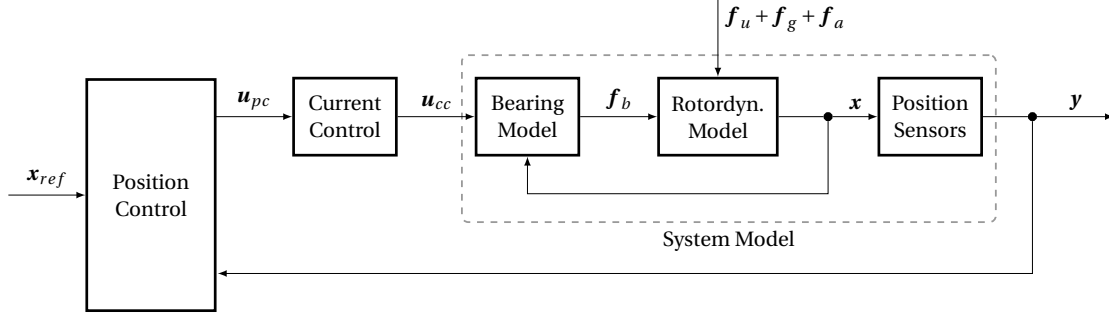 f_u + f_g + f_a
u_pc
Current
Control
u_cc
Bearing
Model
f_b
Rotordyn.
Model
x
Position
Sensors
y
x_ref
Position
Control
System Model